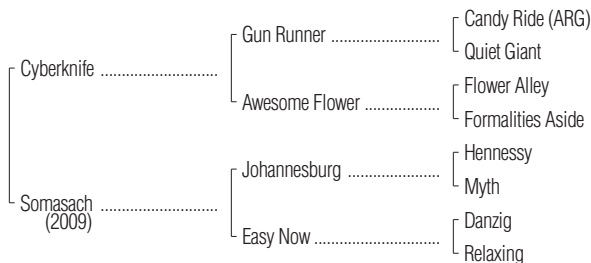 Candy Ride (ARG)
Gun Runner ..........................
Quiet Giant
Cyberknife ............................
Flower Alley
Awesome Flower ..................
Formalities Aside
Hennessy
Johannesburg ......................
Myth
Somasach ............................
(2009)
Danzig
Easy Now ..............................
Relaxing